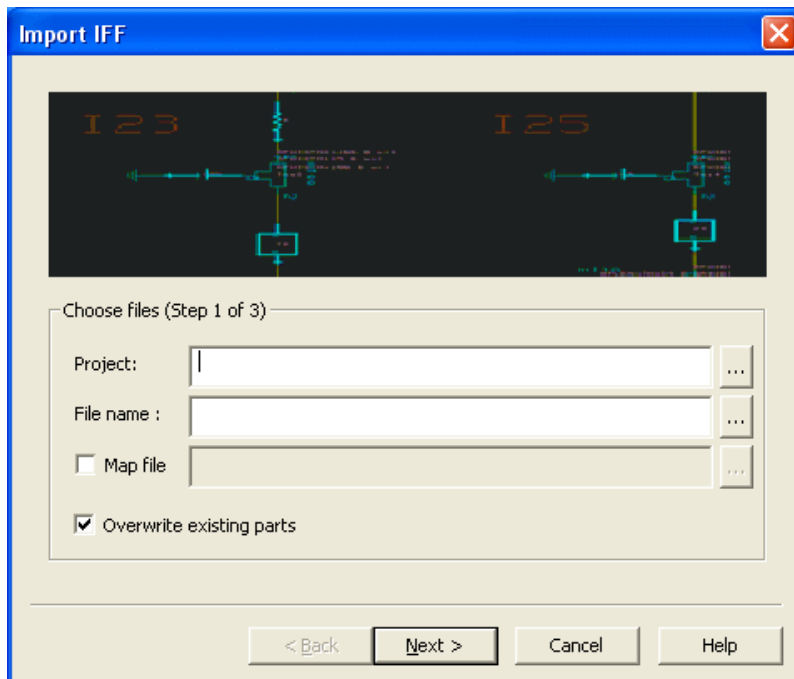 Import IFF
I23
I25
Choose files (Step 1 of 3)
Project:
...
File name :
...
Map file
...
Overwrite existing parts
< Back
Next >
Cancel
Help